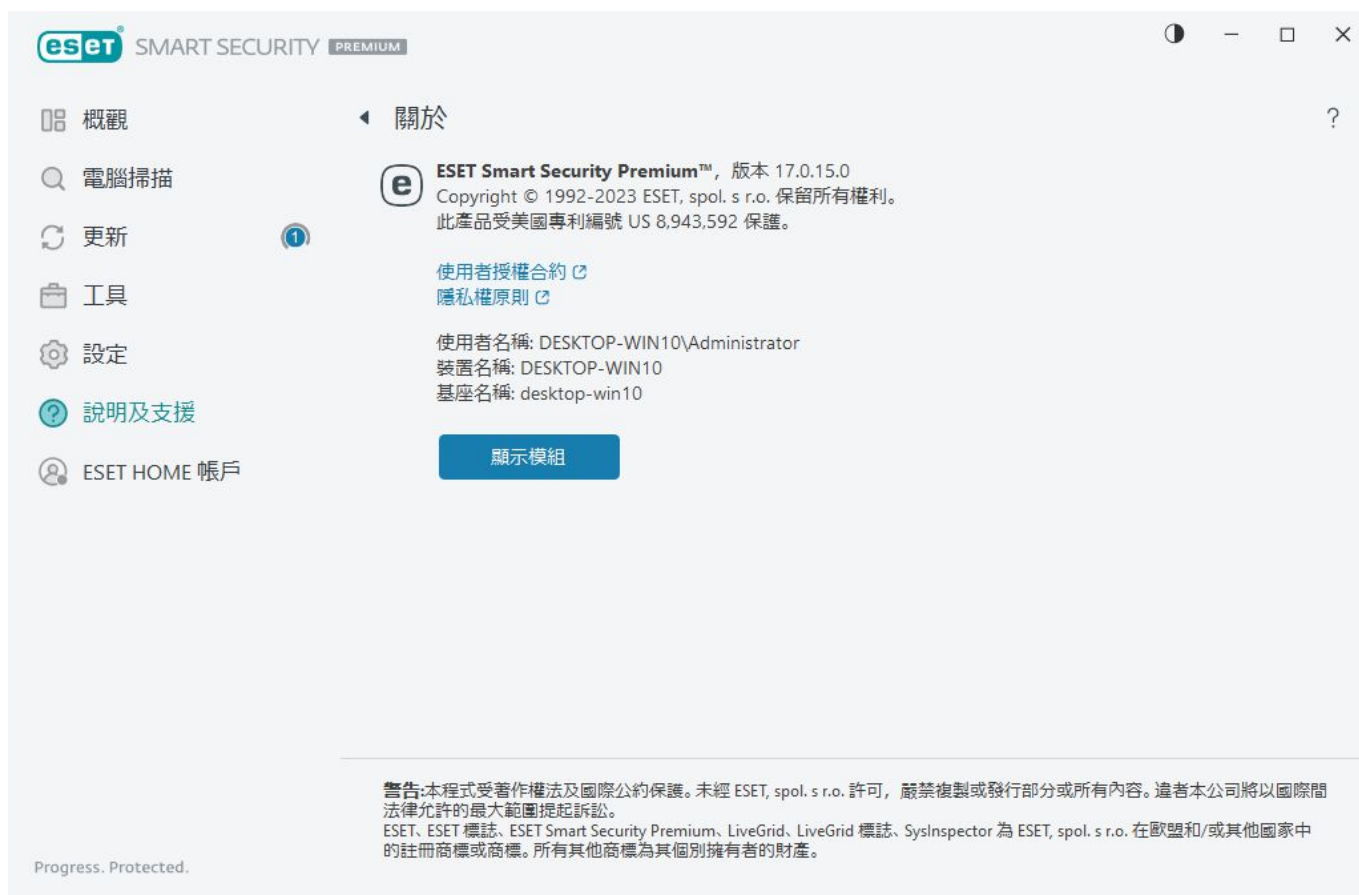 eset® SMART SECURITY PREMIUM
概觀
電腦掃描
更新 1
工具
設定
說明及支援
ESET HOME 帳戶
Progress. Protected.
關於
?
e
ESET Smart Security Premium™，版本 17.0.15.0
Copyright © 1992-2023 ESET, spol. s r.o. 保留所有權利。
此產品受美國專利編號 US 8,943,592 保護。
使用者授權合約
隱私權原則
使用者名稱: DESKTOP-WIN10\Administrator
裝置名稱: DESKTOP-WIN10
基座名稱: desktop-win10
顯示模組
警告:本程式受著作權法及國際公約保護。未經 ESET, spol. s r.o. 許可，嚴禁複製或發行部分或所有內容。違者本公司將以國際間
法律允許的最大範圍提起訴訟。
ESET、ESET 標誌、ESET Smart Security Premium、LiveGrid、LiveGrid 標誌、SysInspector 為 ESET, spol. s r.o. 在歐盟和/或其他國家中
的註冊商標或商標。所有其他商標為其個別擁有者的財產。